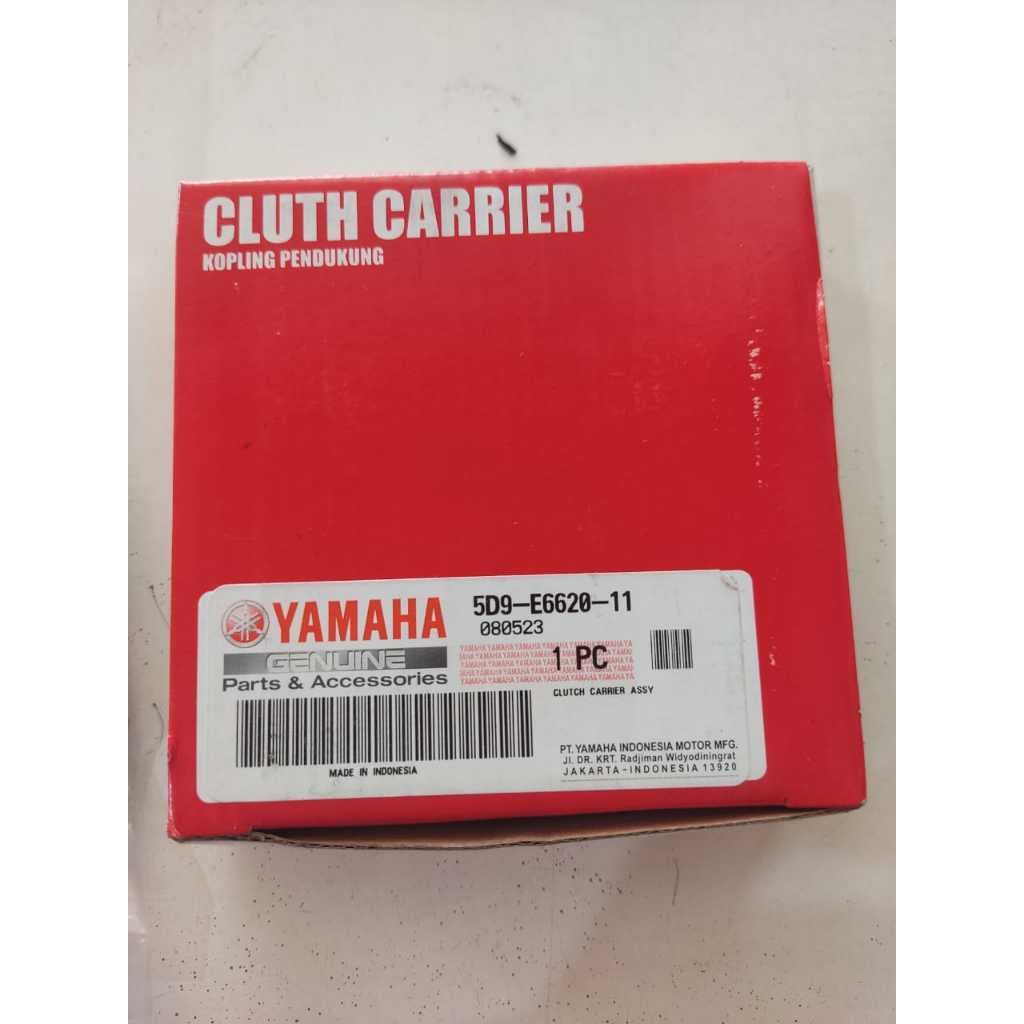 CLUTH CARRIER
KOPLING PENDUKUNG
YAMAHA
GENUINE
Parts & Accessories
5D9-E6620-11
080523
1 PC
CLUTCH CARRIER ASSY
MADE IN INDONESIA
PT. YAMAHA INDONESIA MOTOR MFG.
Jl. DR. KRT. Radjiman Widyodiningrat
JAKARTA-INDONESIA 13920